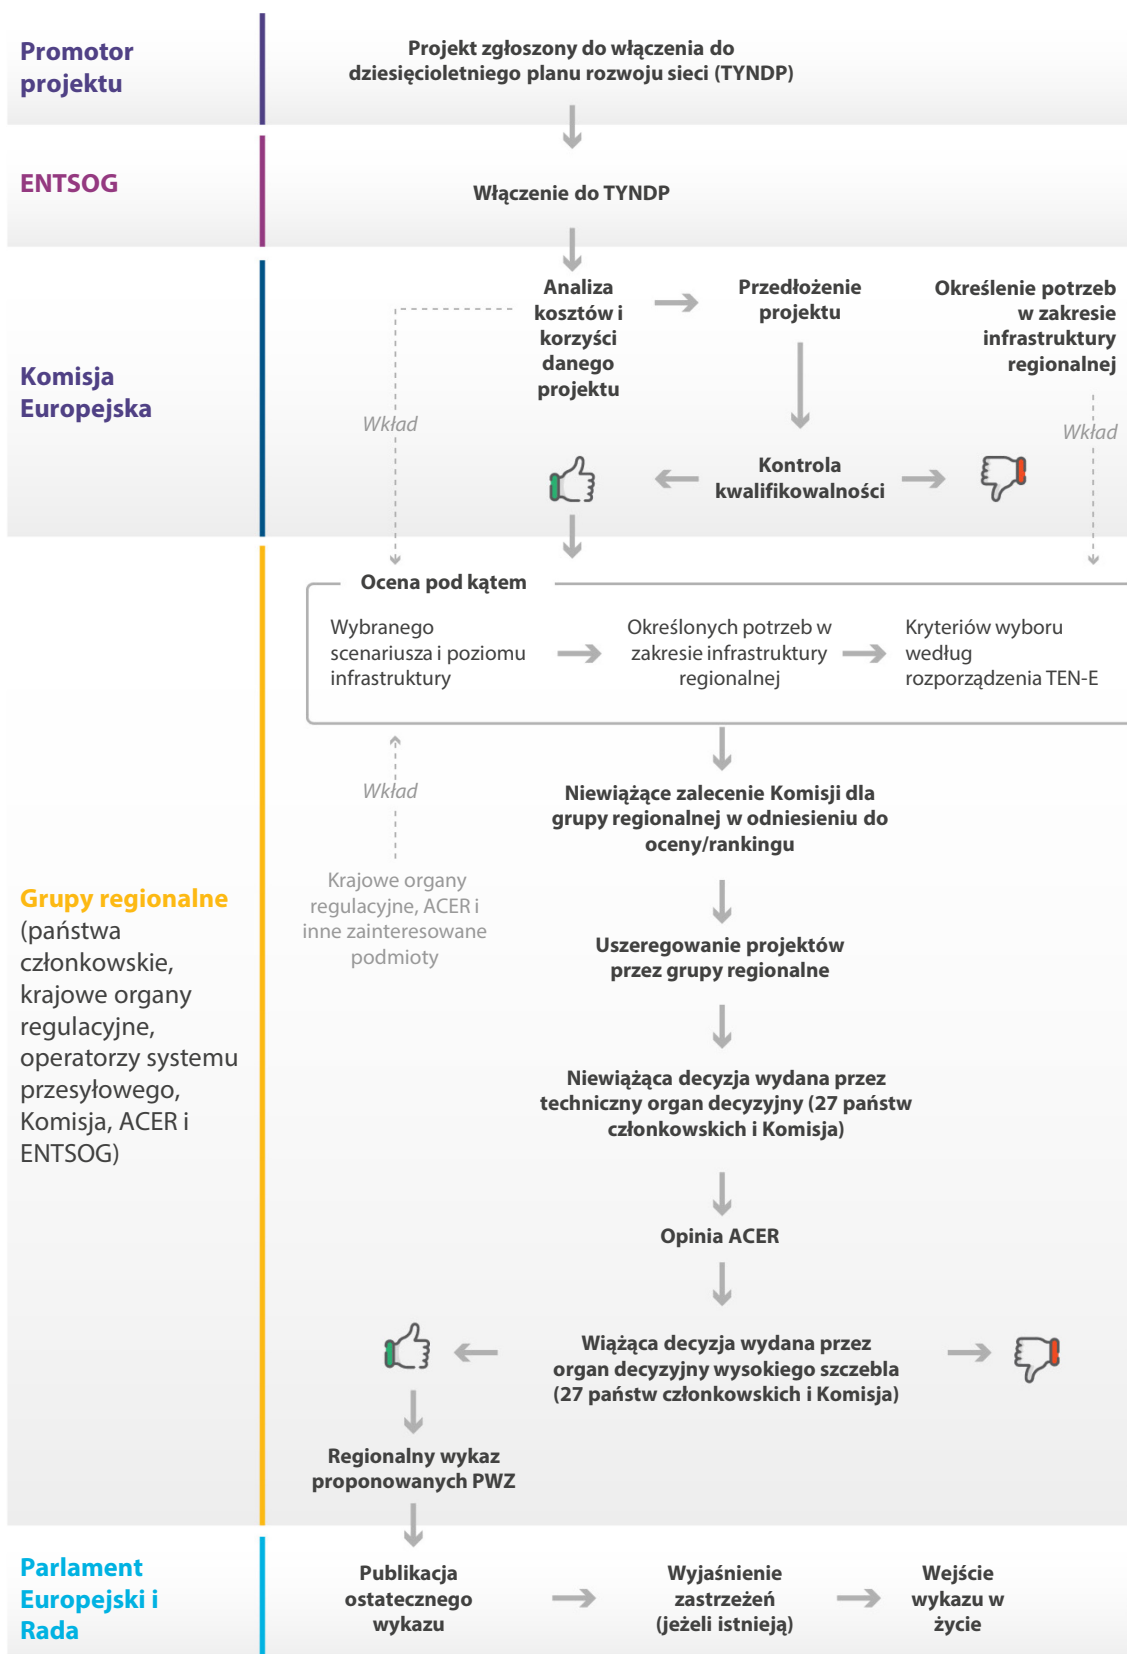 Promotor
projektu
Projekt zgłoszony do włączenia do
dziesięcioletniego planu rozwoju sieci (TYNDP)
ENTSOG
Włączenie do TYNDP
Komisja
Europejska
Analiza
kosztów i
korzyści
danego
projektu
Przedłożenie
projektu
Określenie potrzeb
w zakresie
infrastruktury
regionalnej
Wkład
Wkład
Kontrola
kwalifikowalności
Ocena pod kątem
Wybranego
scenariusza i poziomu
infrastruktury
Określonych potrzeb w
zakresie infrastruktury
regionalnej
Kryteriów wyboru
według
rozporządzenia TEN-E
Wkład
Krajowe organy
regulacyjne, ACER i
inne zainteresowane
podmioty
Niewiążące zalecenie Komisji dla
grupy regionalnej w odniesieniu do
oceny/rankingu
Grupy regionalne
(państwa
członkowskie,
krajowe organy
regulacyjne,
operatorzy systemu
przesyłowego,
Komisja, ACER i
ENTSOG)
Uszeregowanie projektów
przez grupy regionalne
Niewiążąca decyzja wydana przez
techniczny organ decyzyjny (27 państw
członkowskich i Komisja)
Opinia ACER
Wiążąca decyzja wydana przez
organ decyzyjny wysokiego szczebla
(27 państw członkowskich i Komisja)
Regionalny wykaz
proponowanych PWZ
Parlament
Europejski i
Rada
Publikacja
ostatecznego
wykazu
Wyjaśnienie
zastrzeżeń
(jeżeli istnieją)
Wejście
wykazu w
życie